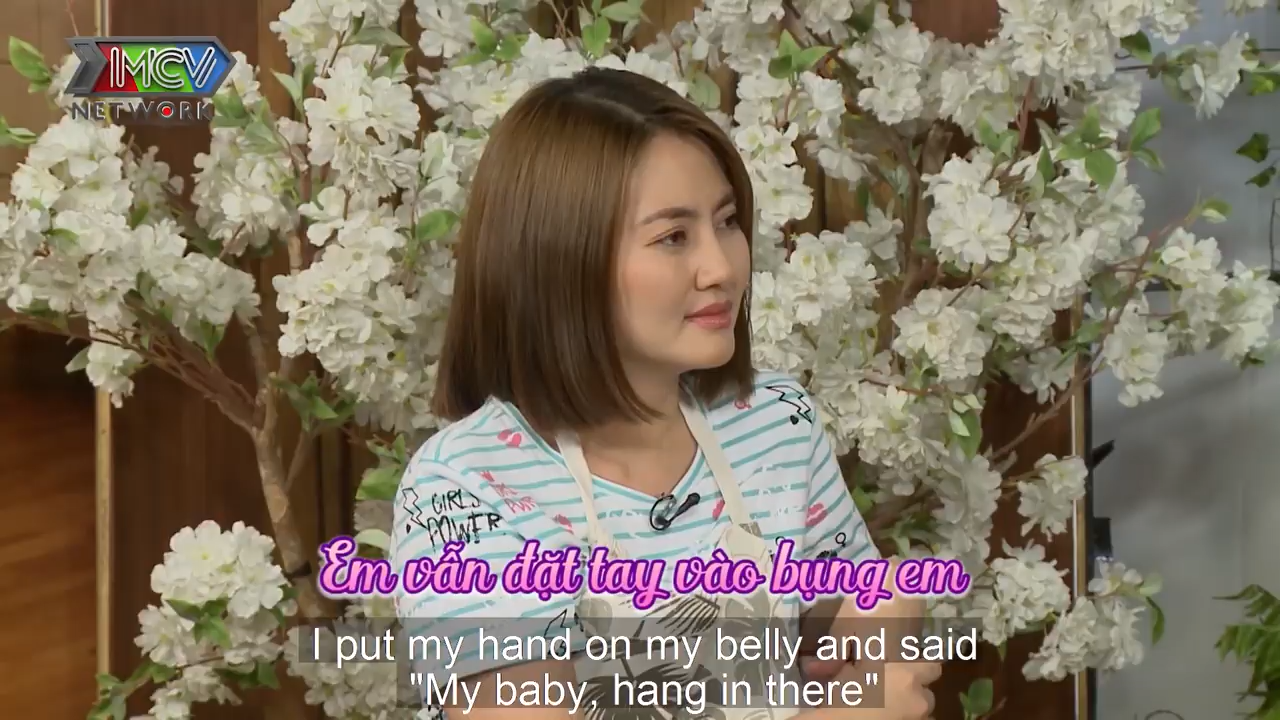 MCV
NETWORK
GIRLS
POWER
Em vẫn đặt tay vào bụng em
I put my hand on my belly and said
"My baby, hang in there"